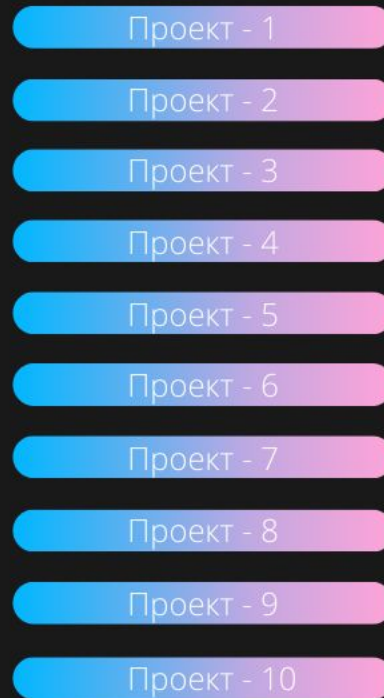 Проект - 1
Проект - 2
Проект - 3
Проект - 4
Проект - 5
Проект - 6
Проект - 7
Проект - 8
Проект - 9
Проект - 10